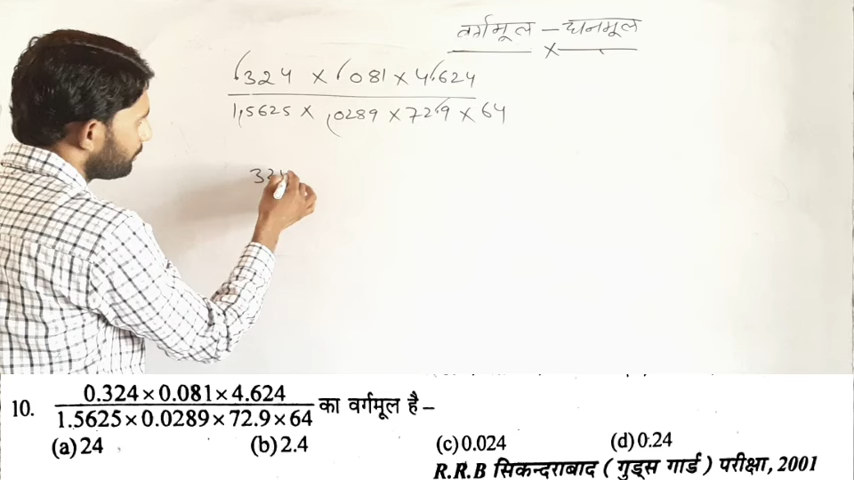 वर्गमूल – घनमूल
×
.324 × .081 × 4.624
1.5625 × .0289 × 72.9 × 64
32
10. 0.324×0.081×4.624
1.5625×0.0289×72.9×64 का वर्गमूल है –
(a) 24 (b) 2.4 (c) 0.024 (d) 0.24
R.R.B सिकन्दराबाद ( गुड्स गार्ड ) परीक्षा, 2001